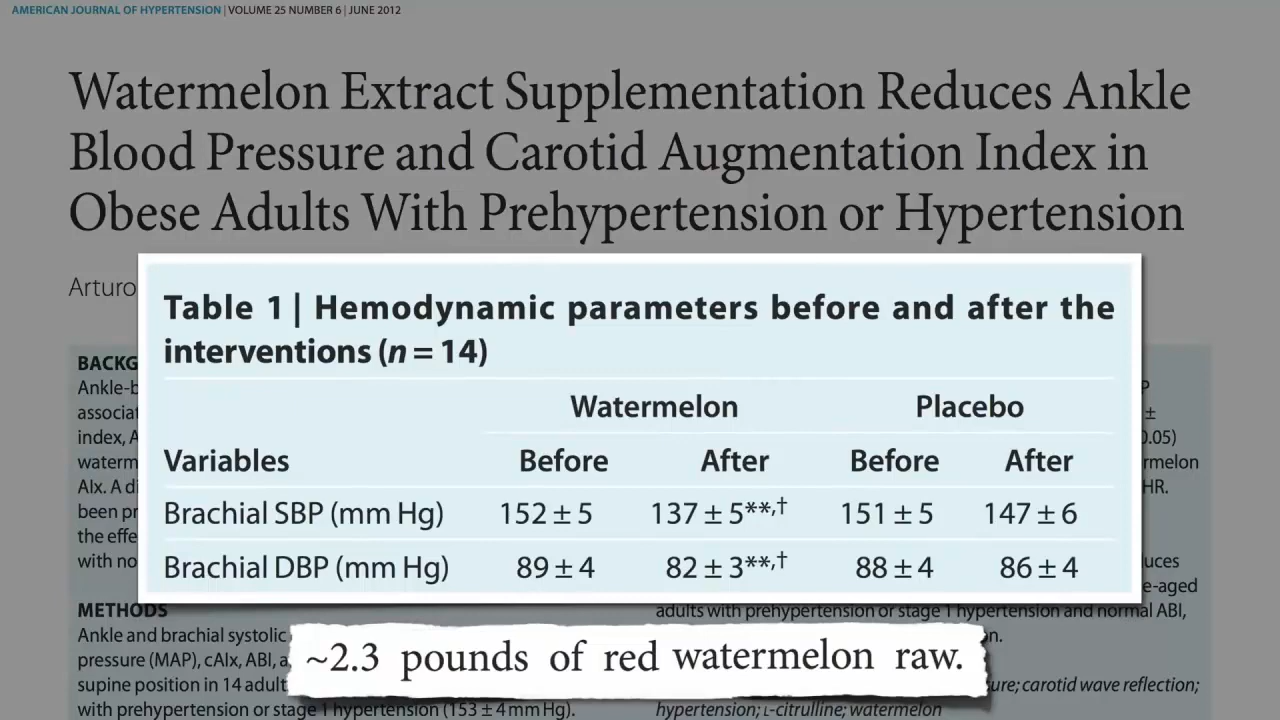 AMERICAN JOURNAL OF HYPERTENSION | VOLUME 25 NUMBER 6 | JUNE 2012
Watermelon Extract Supplementation Reduces Ankle
Blood Pressure and Carotid Augmentation Index in
Obese Adults With Prehypertension or Hypertension
Arturo
Table 1 | Hemodynamic parameters before and after the
interventions (n = 14)
Watermelon Placebo
Variables Before After Before After
Brachial SBP (mm Hg) 152 ± 5 137 ± 5**,† 151 ± 5 147 ± 6
Brachial DBP (mm Hg) 89 ± 4 82 ± 3**,† 88 ± 4 86 ± 4
~2.3 pounds of red watermelon raw.
BACKG
Ankle-b
associat
index, A
waterm
AIx. A di
been pr
the effe
with no
METHODS
Ankle and brachial systolic
pressure (MAP), cAIx, ABI, a
supine position in 14 adult
with prehypertension or stage 1 hypertension (153 ± 4 mm Hg).
P
±
0.05)
rmelon
HR.
uces
e-aged
adults with prehypertension or stage 1 hypertension and normal ABI,
n.
ure; carotid wave reflection;
hypertension; L-citrulline; watermelon